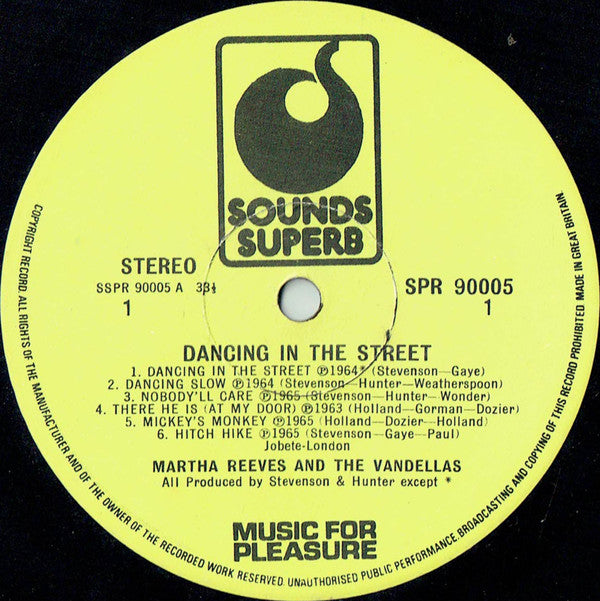 SOUNDS
SUPERB
STEREO
SSPR 90005 A 33⅓
1
SPR 90005
1
DANCING IN THE STREET
1. DANCING IN THE STREET ℗1964* (Stevenson—Gaye)
2. DANCING SLOW ℗1964 (Stevenson—Hunter—Weatherspoon)
3. NOBODY'LL CARE ℗1965 (Stevenson—Hunter—Wonder)
4. THERE HE IS (AT MY DOOR) ℗1963 (Holland—Gorman—Dozier)
5. MICKEY'S MONKEY ℗1965 (Holland—Dozier—Holland)
6. HITCH HIKE ℗1965 (Stevenson—Gaye—Paul)
Jobete-London
MARTHA REEVES AND THE VANDELLAS
All Produced by Stevenson & Hunter except *
MUSIC FOR
PLEASURE
COPYRIGHT RECORD. ALL RIGHTS OF THE MANUFACTURER AND OF THE OWNER OF THE RECORDED WORK RESERVED. UNAUTHORISED PUBLIC PERFORMANCE, BROADCASTING AND COPYING OF THIS RECORD PROHIBITED. MADE IN GREAT BRITAIN.